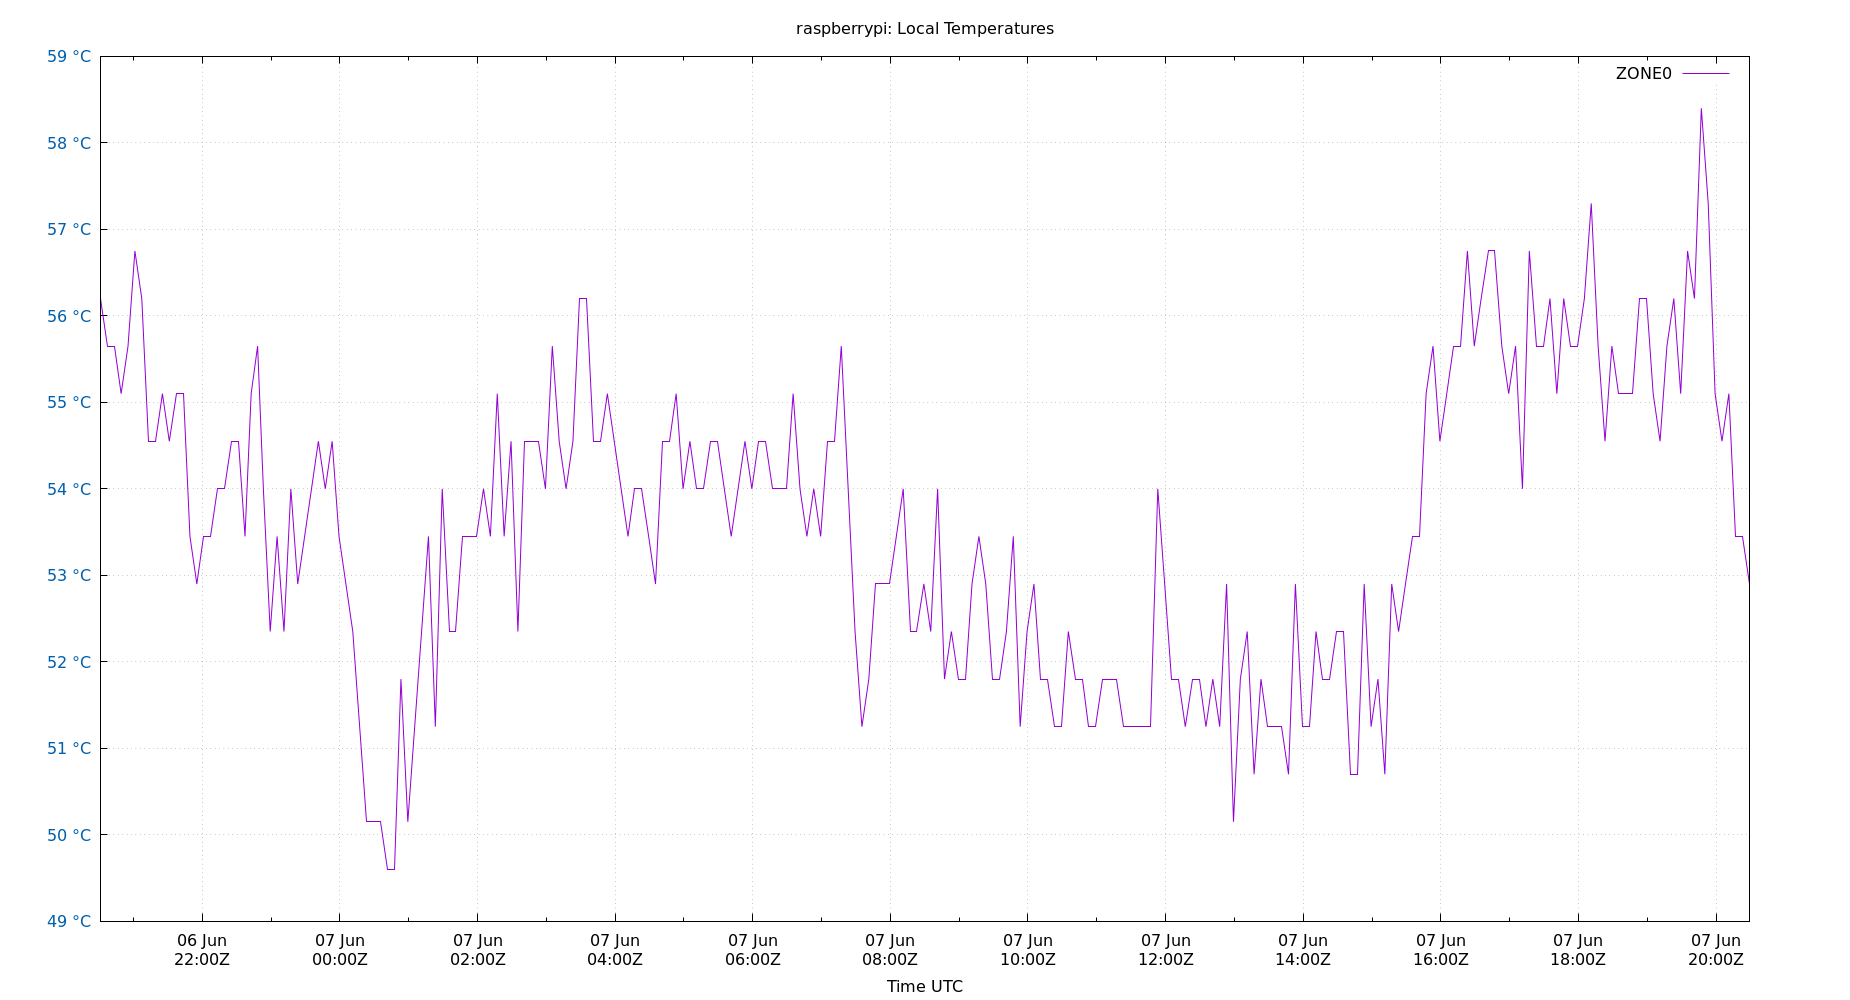 raspberrypi: Local Temperatures
59 °C
58 °C
57 °C
56 °C
55 °C
54 °C
53 °C
52 °C
51 °C
50 °C
49 °C
ZONE0
06 Jun
22:00Z
07 Jun
00:00Z
07 Jun
02:00Z
07 Jun
04:00Z
07 Jun
06:00Z
07 Jun
08:00Z
07 Jun
10:00Z
07 Jun
12:00Z
07 Jun
14:00Z
07 Jun
16:00Z
07 Jun
18:00Z
07 Jun
20:00Z
Time UTC